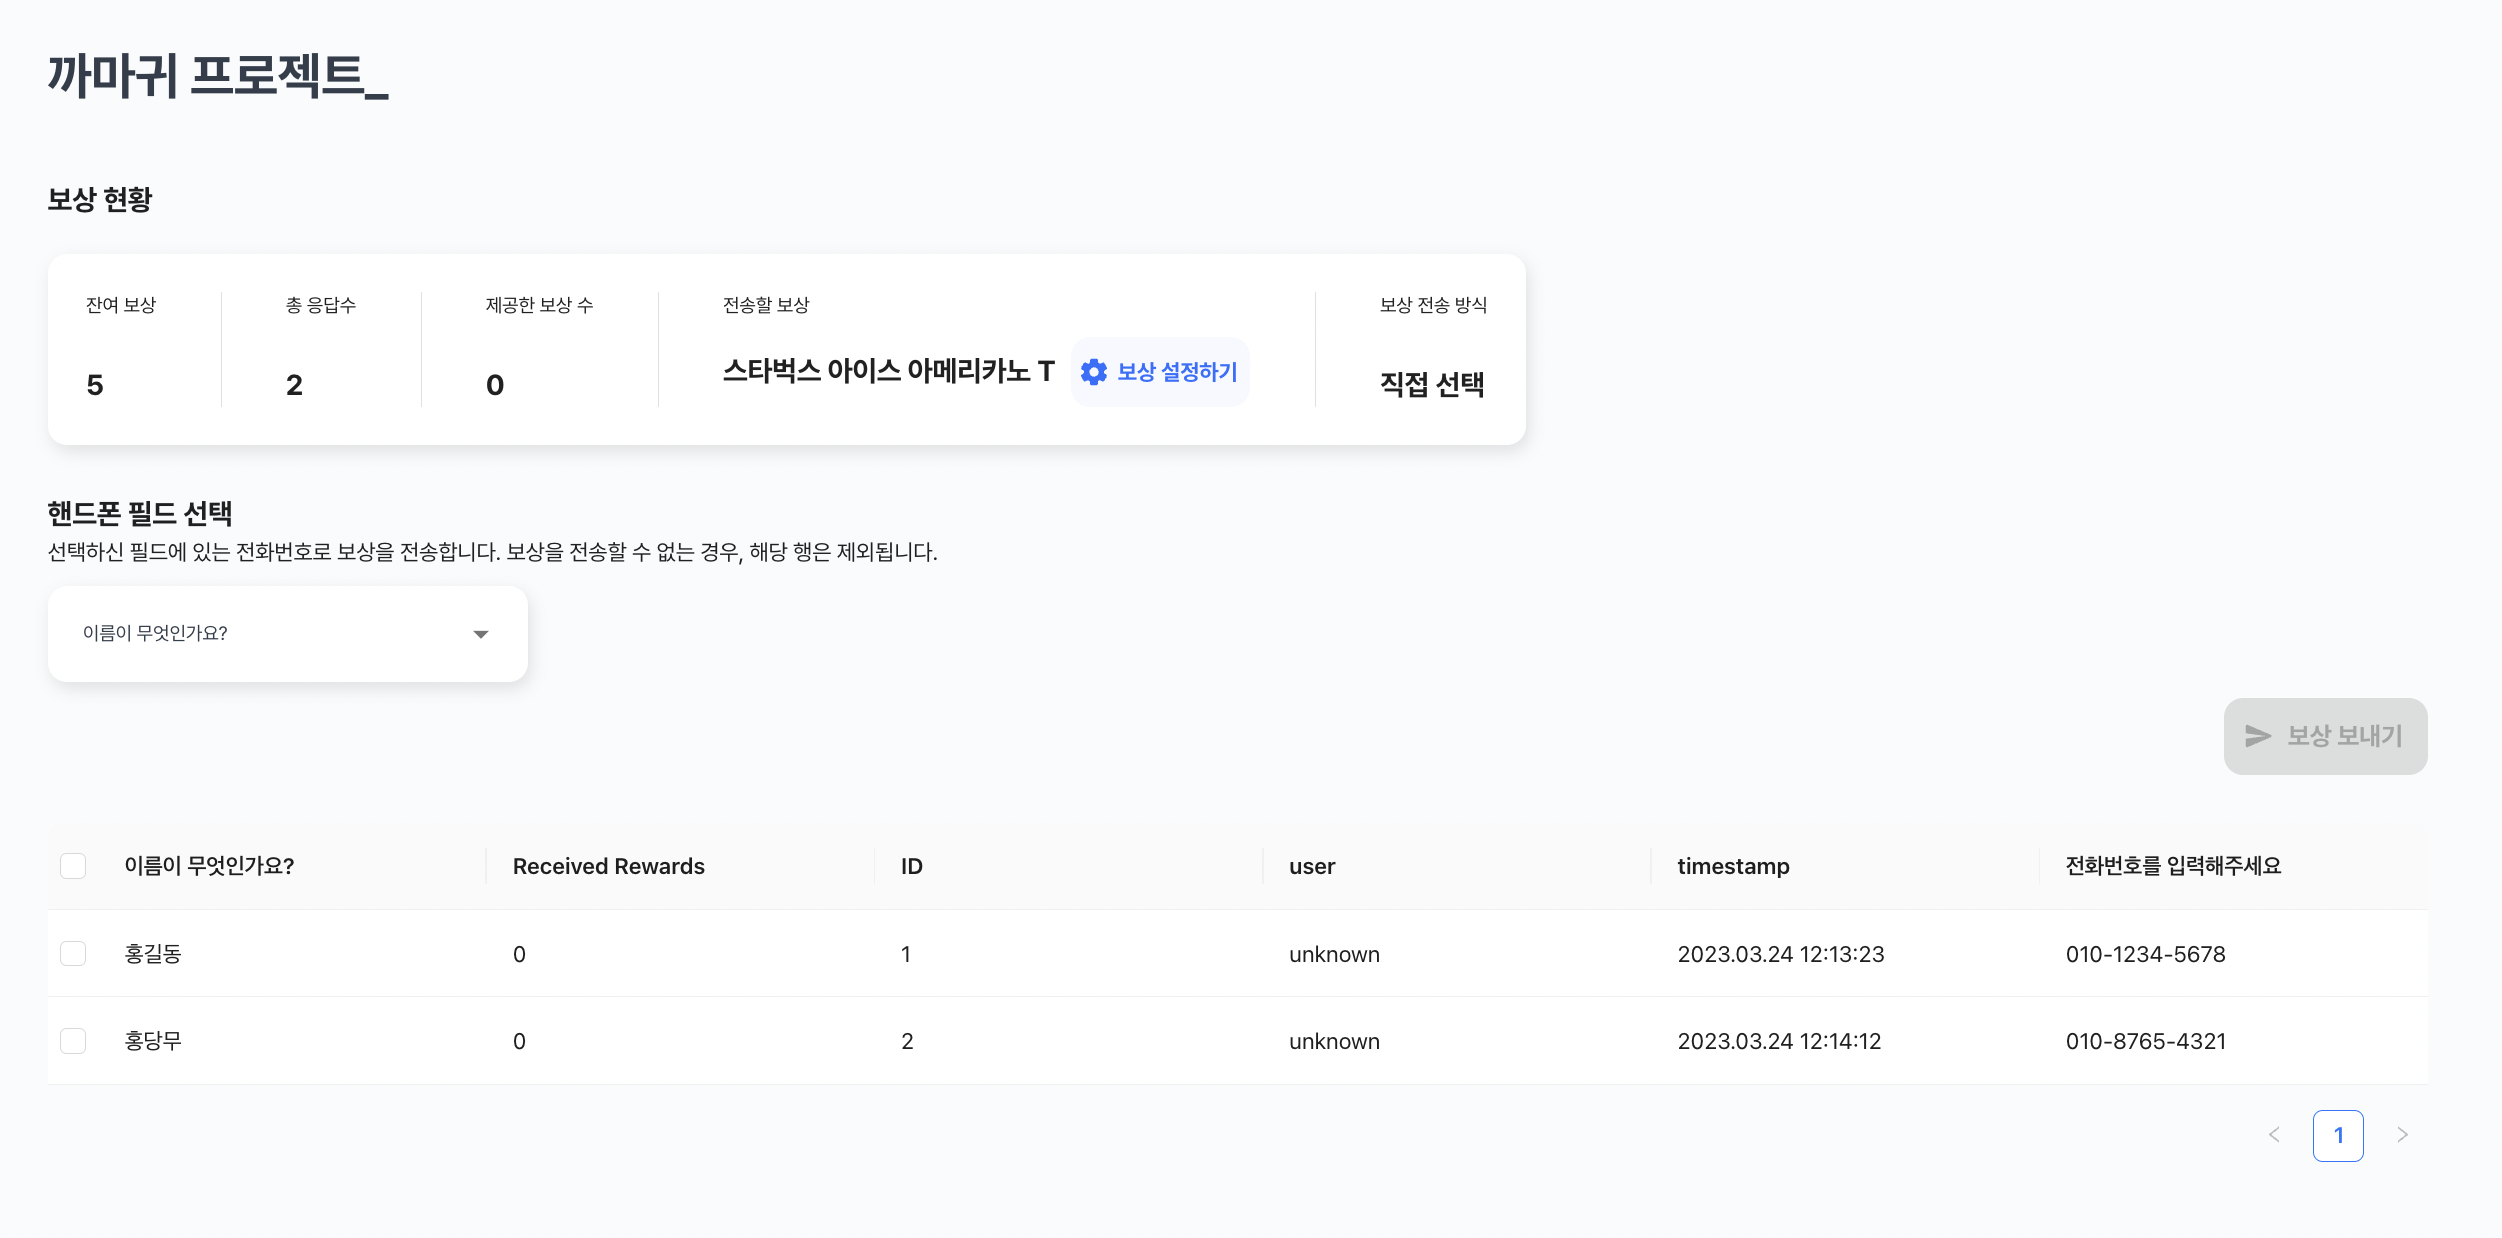 까마귀 프로젝트_
보상 현황
잔여 보상 총 응답수 제공한 보상 수 전송할 보상 보상 전송 방식
5 2 0 스타벅스 아이스 아메리카노 T 보상 설정하기 직접 선택
핸드폰 필드 선택
선택하신 필드에 있는 전화번호로 보상을 전송합니다. 보상을 전송할 수 없는 경우, 해당 행은 제외됩니다.
이름이 무엇인가요?
보상 보내기
이름이 무엇인가요? Received Rewards ID user timestamp 전화번호를 입력해주세요
홍길동 0 1 unknown 2023.03.24 12:13:23 010-1234-5678
홍당무 0 2 unknown 2023.03.24 12:14:12 010-8765-4321
1